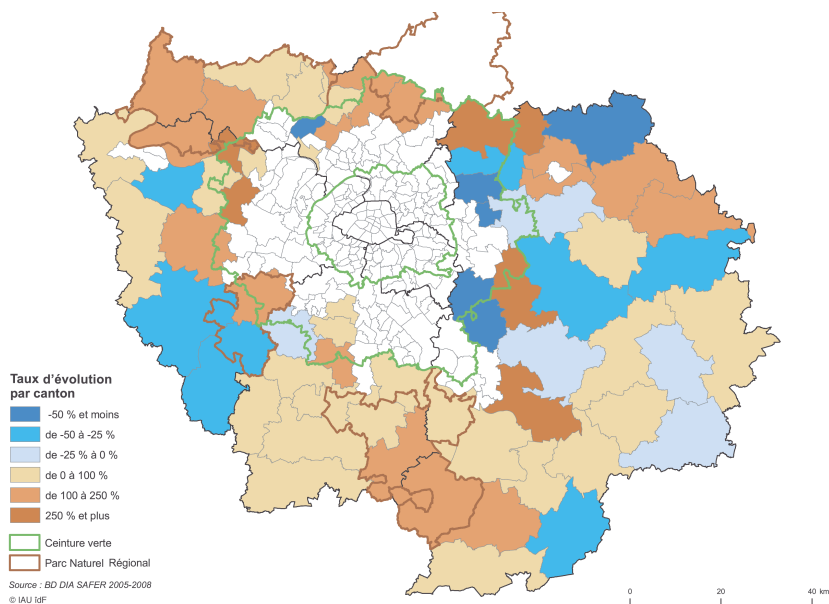 Taux d'évolution
par canton
-50 % et moins
de -50 à -25 %
de -25 % à 0 %
de 0 à 100 %
de 100 à 250 %
250 % et plus
Ceinture verte
Parc Naturel Régional
Source : BD DIA SAFER 2005-2008
© IAU îdF
0 20 40 km